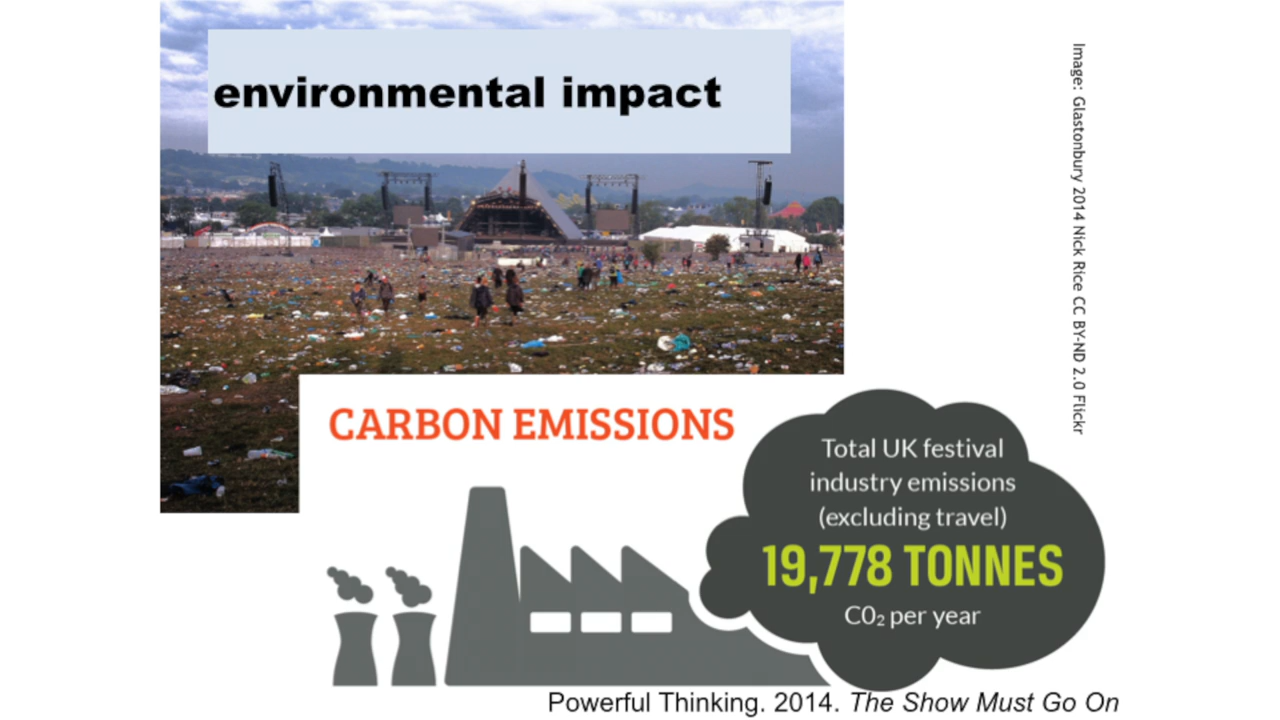 environmental impact
Image: Glastonbury 2014 Nick Rice CC BY-ND 2.0 Flickr
CARBON EMISSIONS
Total UK festival
industry emissions
(excluding travel)
19,778 TONNES
C0₂ per year
Powerful Thinking. 2014. The Show Must Go On